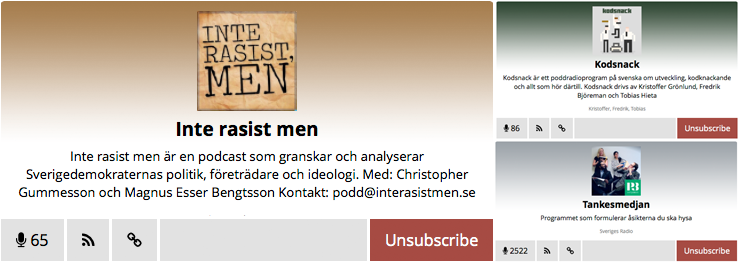 INTE
RASIST,
MEN
Inte rasist men
Inte rasist men är en podcast som granskar och analyserar
Sverigedemokraternas politik, företrädare och ideologi. Med: Christopher
Gummesson och Magnus Esser Bengtsson Kontakt: podd@interasistmen.se
65
Unsubscribe
kodsnack
Kodsnack
Kodsnack är ett poddradioprogram på svenska om utveckling, kodknackande
och allt som hör därtill. Kodsnack drivs av Kristoffer Grönlund, Fredrik
Björeman och Tobias Hieta
Kristoffer, Fredrik, Tobias
86
Unsubscribe
Tankesmedjan
Programmet som formulerar åsikterna du ska hysa
Sveriges Radio
2522
Unsubscribe